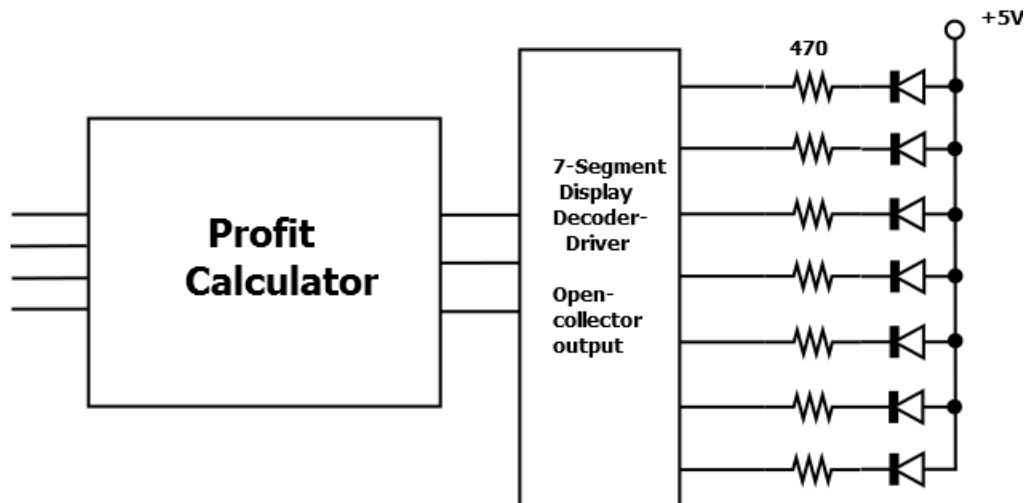 +5V
470
7-Segment
Display
Decoder-
Driver
Open-
collector
output
Profit
Calculator